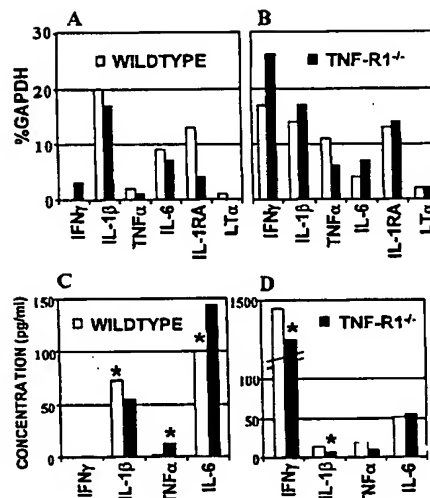 A
B
30
WILDTYPE
TNF-R1-/-
20
10
0
%GAPDH
IFNγ
IL-1β
TNFα
IL-6
IL-1RA
LTα
IFNγ
IL-1β
TNFα
IL-6
IL-1RA
LTα
C
D
150
WILDTYPE
*
100
*
50
*
0
CONCENTRATION (pg/ml)
IFNγ
IL-1β
TNFα
IL-6
1500
TNF-R1-/-
*
100
50
*
0
IFNγ
IL-1β
TNFα
IL-6